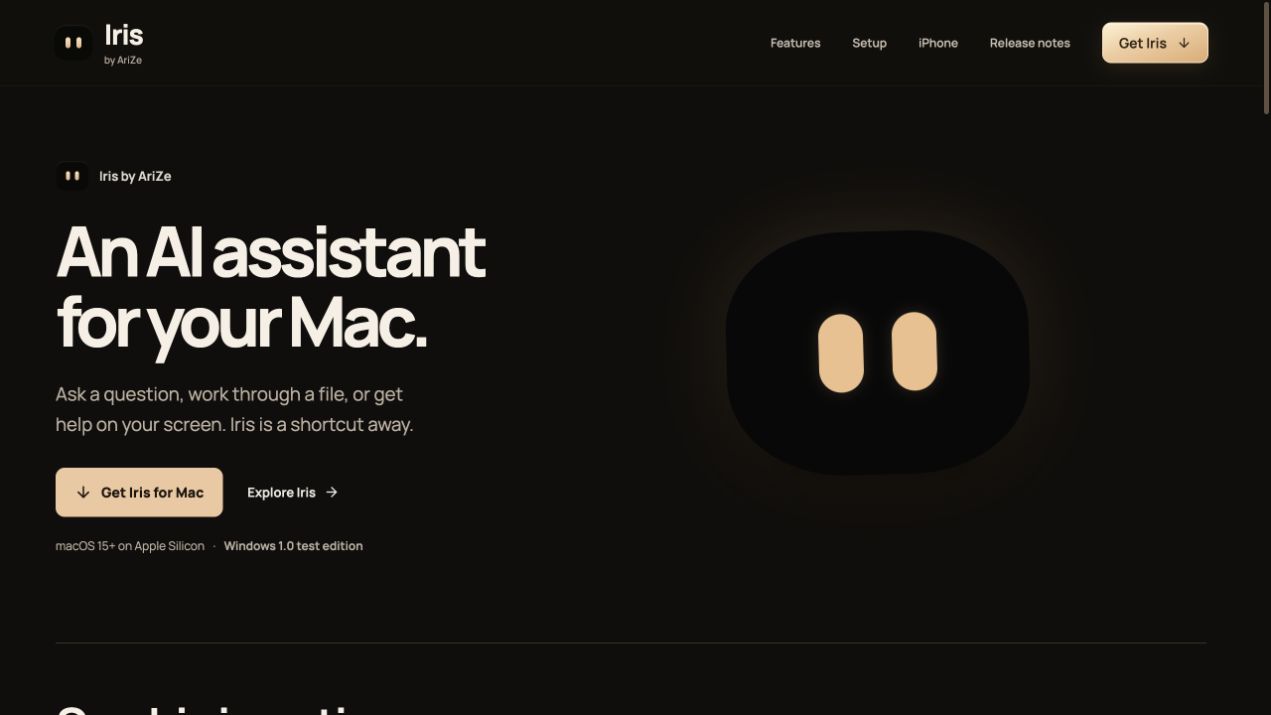 Iris
by AriZe
Features
Setup
iPhone
Release notes
Get Iris
Iris by AriZe
An AI assistant
for your Mac.
Ask a question, work through a file, or get
help on your screen. Iris is a shortcut away.
Get Iris for Mac
Explore Iris
macOS 15+ on Apple Silicon · Windows 1.0 test edition